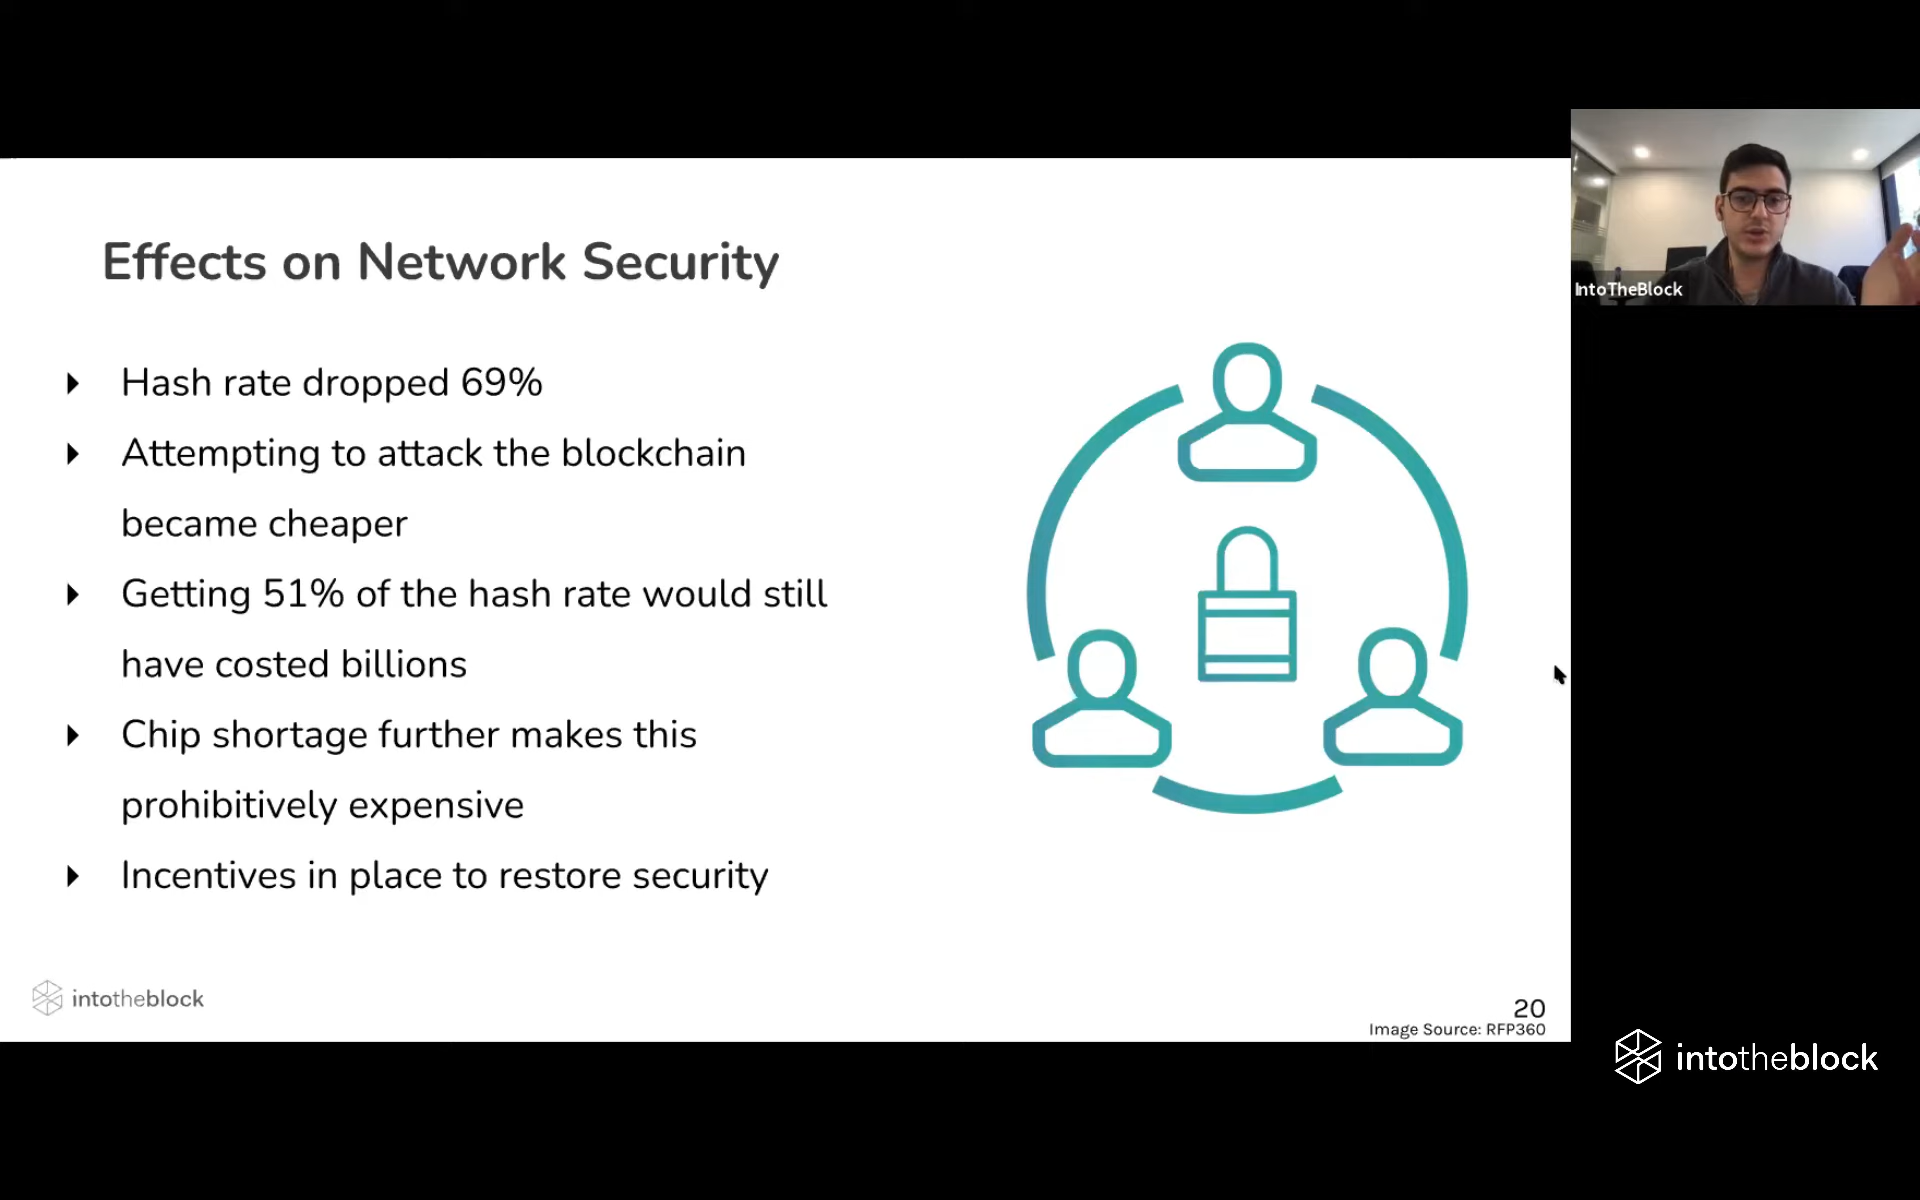 Effects on Network Security
Hash rate dropped 69%
Attempting to attack the blockchain
became cheaper
Getting 51% of the hash rate would still
have costed billions
Chip shortage further makes this
prohibitively expensive
Incentives in place to restore security
intotheblock
20
Image Source: RFP360
IntoTheBlock
intotheblock